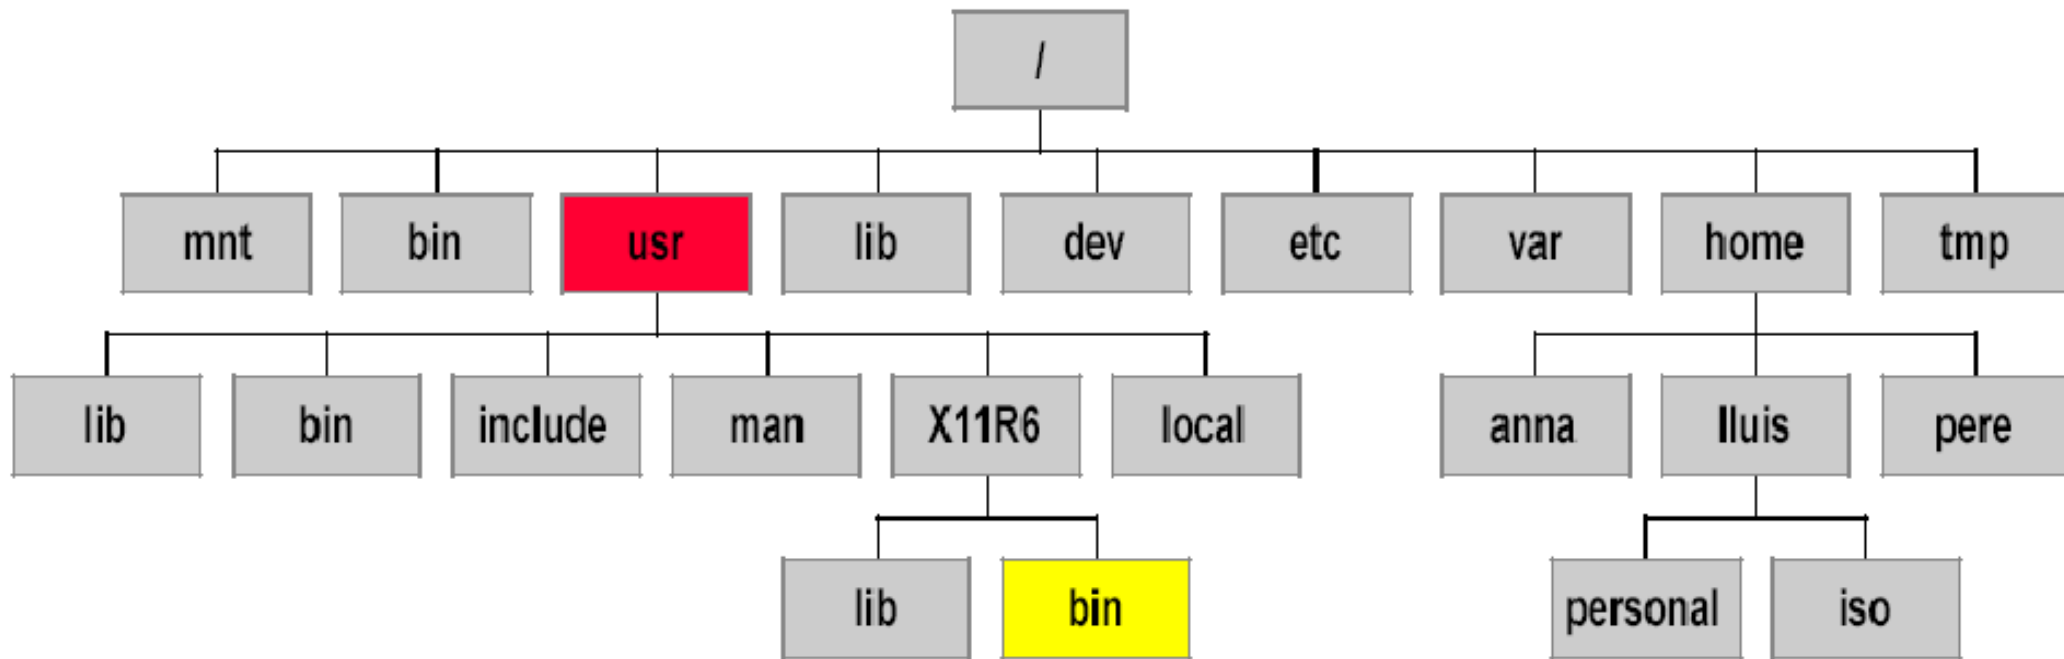 /
mnt bin usr lib dev etc var home tmp
lib bin include man X11R6 local anna lluis pere
lib bin personal iso